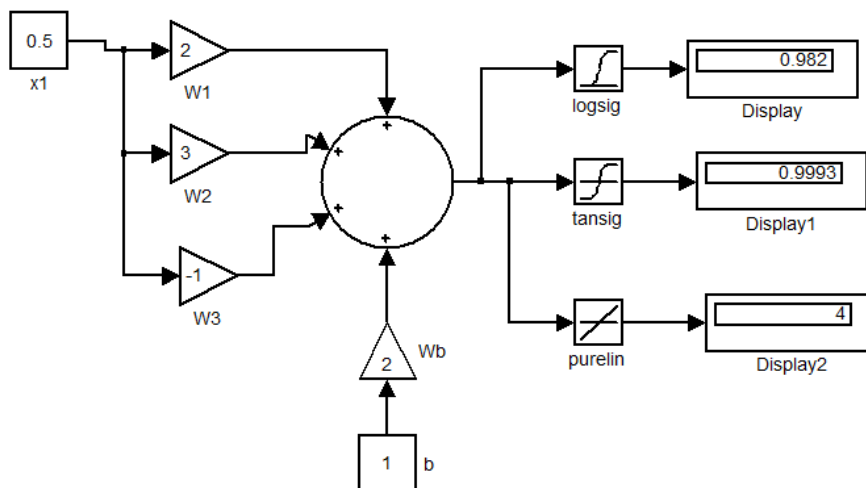 0.5
x1
2
W1
3
W2
-1
W3
+
+
+
+
2
Wb
1
b
logsig
0.982
Display
tansig
0.9993
Display1
purelin
4
Display2